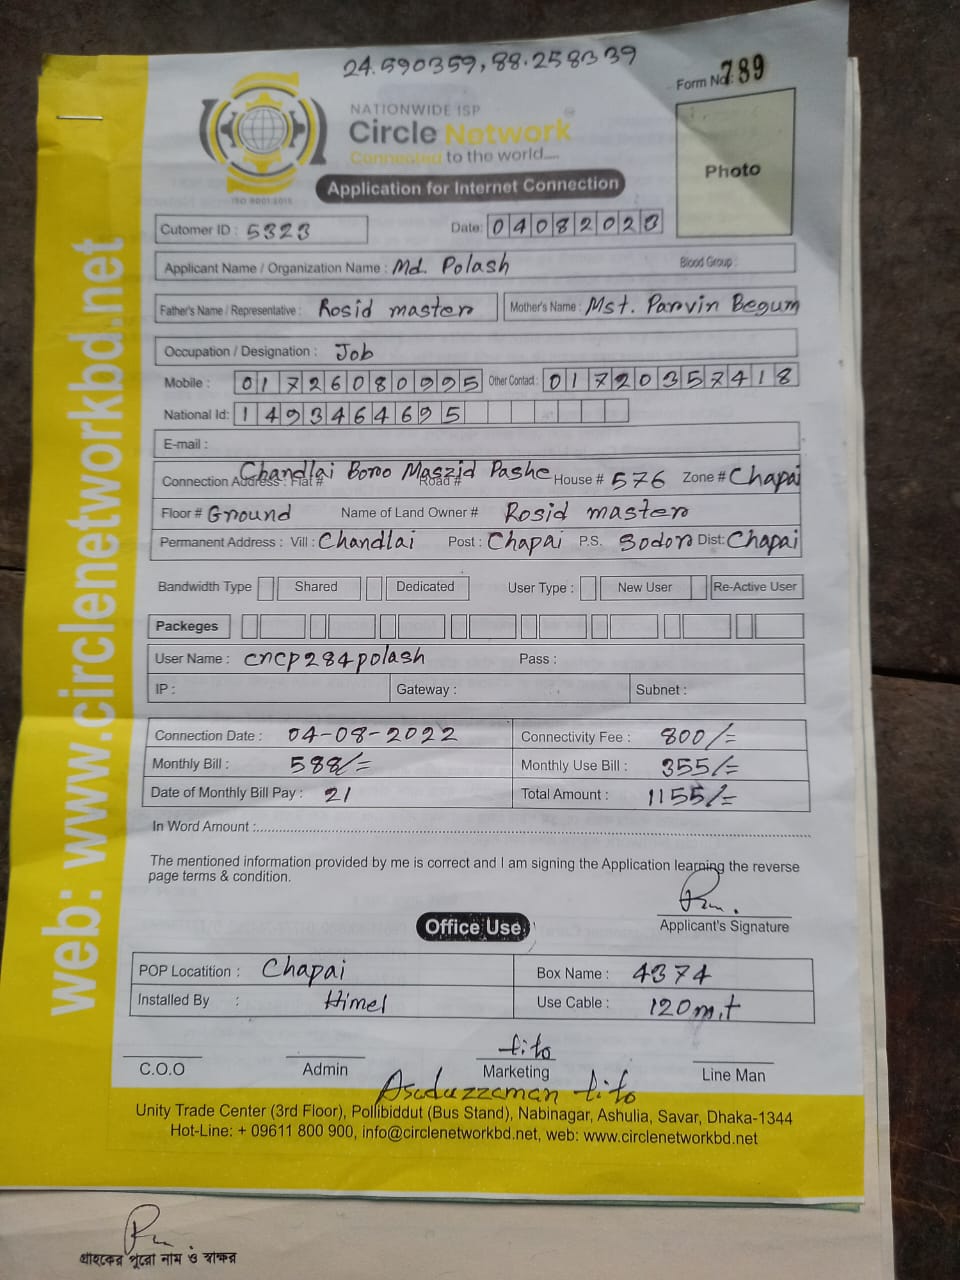 24.590359, 88.258339
Form No: 789
NATIONWIDE ISP
Circle Network
Connected to the world....
ISO 9001:2015
Photo
Application for Internet Connection
Cutomer ID : 5323
Date: 04082023
Applicant Name / Organization Name : Md. Polash Blood Group :
Father's Name / Representative : Rosid master Mother's Name : Mst. Parvin Begum
Occupation / Designation : Job
Mobile : 01726080995 Other Contact : 01720357418
National Id: 1493464695
E-mail :
Chandlai Boro Maszid Pashe
Connection Address : Flat # Road # House # 576 Zone # Chapai
Floor # Ground Name of Land Owner # Rosid master
Permanent Address : Vill : Chandlai Post : Chapai P.S. Sodor Dist: Chapai
Bandwidth Type Shared Dedicated User Type : New User Re-Active User
Packeges
User Name : cncp284polash Pass :
IP : Gateway : Subnet :
Connection Date : 04-08-2022 Connectivity Fee : 800/=
Monthly Bill : 588/= Monthly Use Bill : 355/=
Date of Monthly Bill Pay : 21 Total Amount : 1155/=
In Word Amount :
The mentioned information provided by me is correct and I am signing the Application learning the reverse
page terms & condition.
Applicant's Signature
Office Use
POP Locatition : Chapai Box Name : 4374
Installed By : Himel Use Cable : 120 m.t
tito
C.O.O Admin Marketing Line Man
Asaduzzaman tito
Unity Trade Center (3rd Floor), Pollibiddut (Bus Stand), Nabinagar, Ashulia, Savar, Dhaka-1344
Hot-Line: + 09611 800 900, info@circlenetworkbd.net, web: www.circlenetworkbd.net
web: www.circlenetworkbd.net
গ্রাহকের পুরো নাম ও স্বাক্ষর